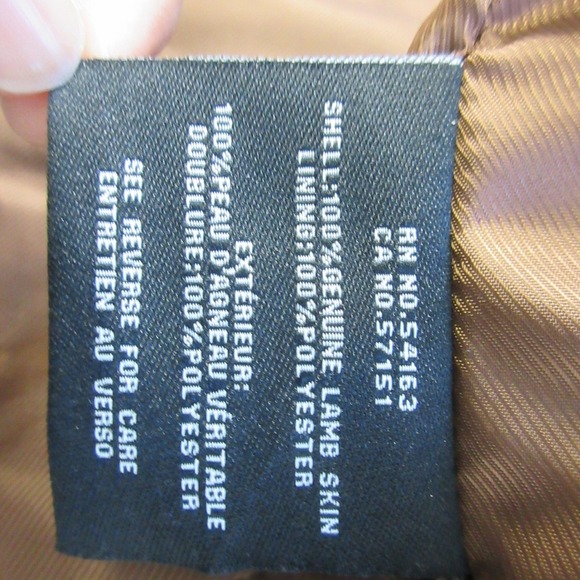 RN NO.54163
CA NO.57151
SHELL:100%GENUINE LAMB SKIN
LINING:100%POLYESTER
EXTÉRIEUR:
100%PEAU D'AGNEAU VÉRITABLE
DOUBLURE:100%POLYESTER
SEE REVERSE FOR CARE
ENTRETIEN AU VERSO